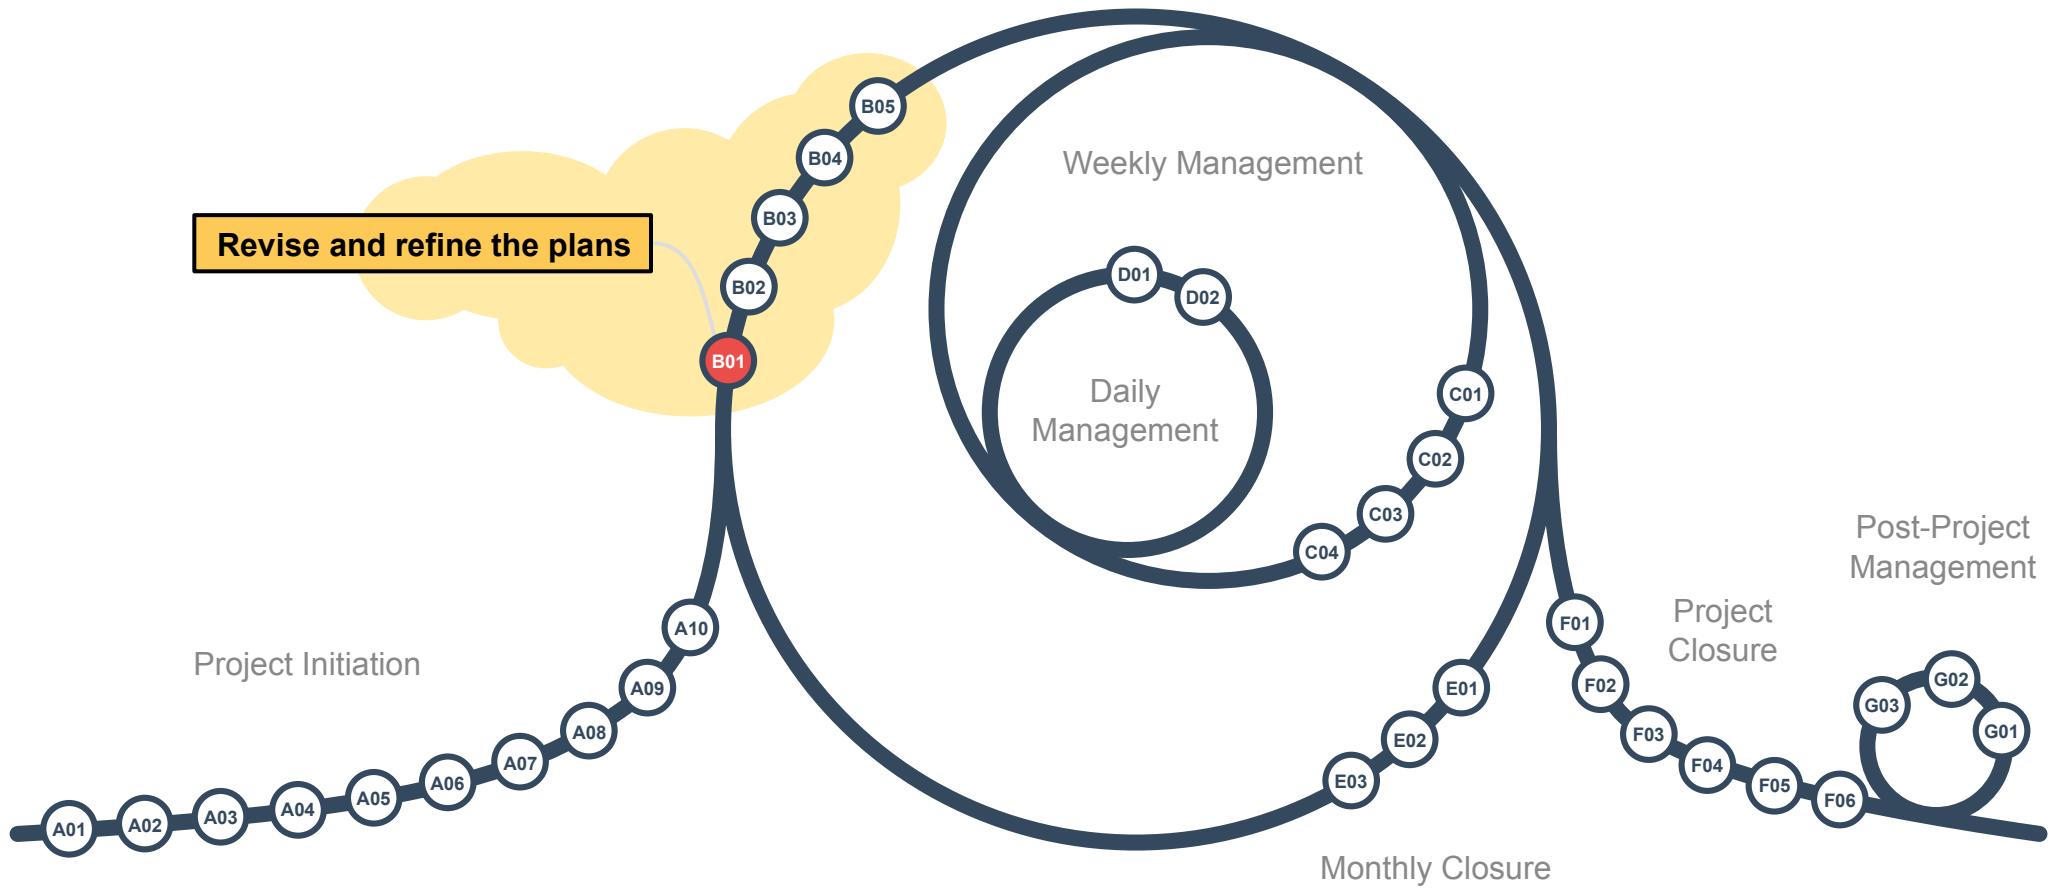 Revise and refine the plans
B05
B04
B03
B02
B01
Weekly Management
D01
D02
Daily
Management
C01
C02
C03
C04
Project Initiation
A01
A02
A03
A04
A05
A06
A07
A08
A09
A10
E01
E02
E03
Monthly Closure
F01
F02
F03
F04
F05
F06
Project
Closure
Post-Project
Management
G03
G02
G01